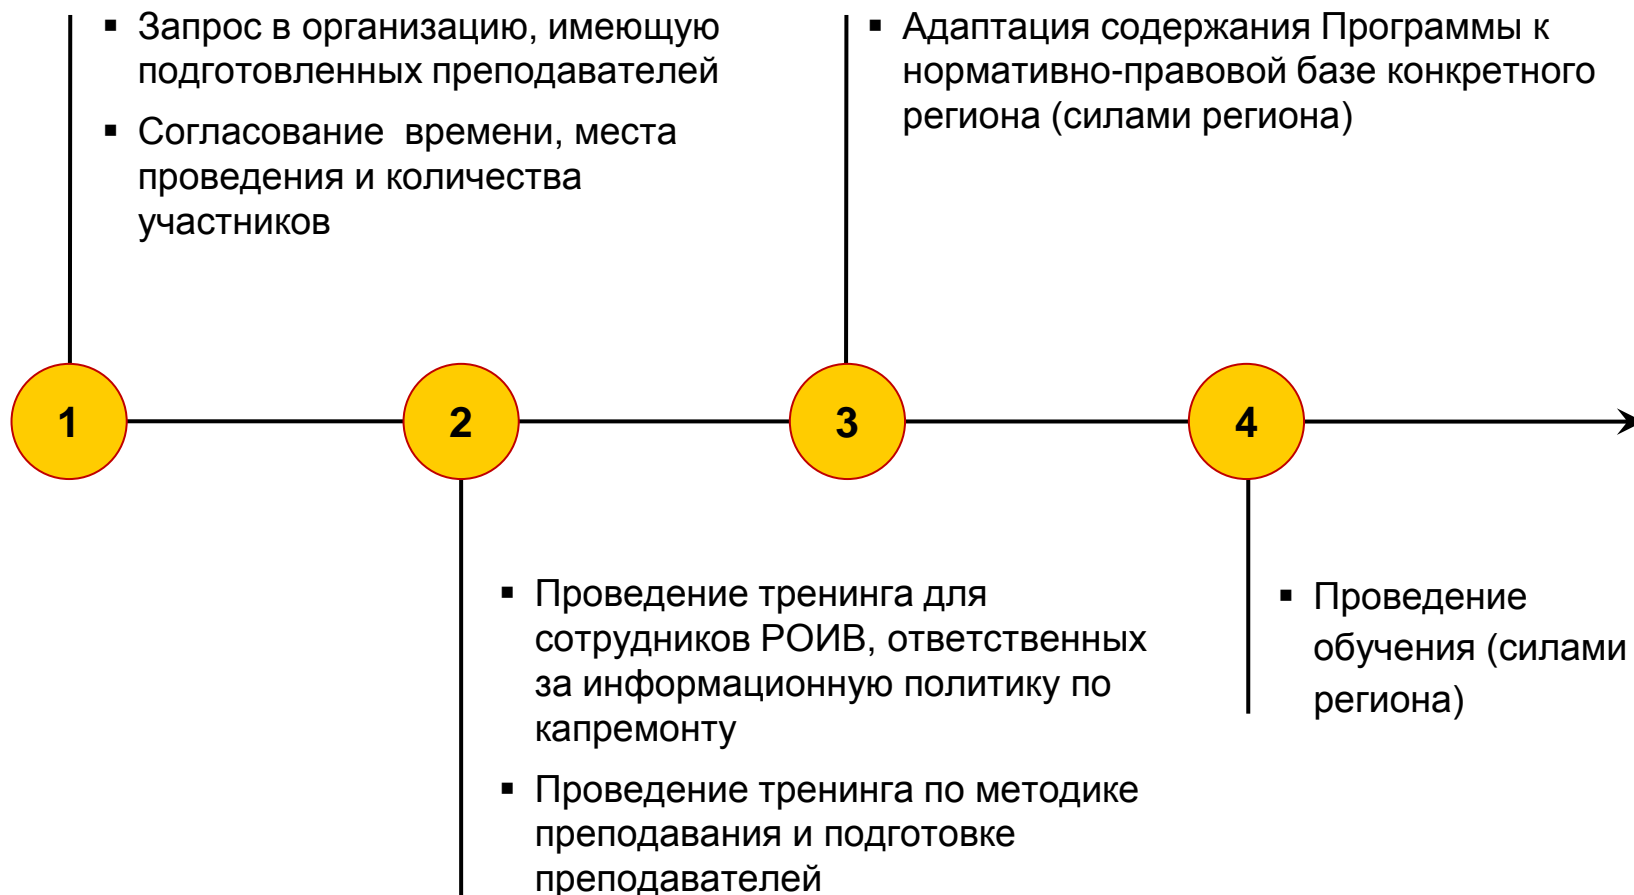 ▪ Запрос в организацию, имеющую
подготовленных преподавателей
▪ Согласование времени, места
проведения и количества
участников
▪ Адаптация содержания Программы к
нормативно-правовой базе конкретного
региона (силами региона)
1
2
3
4
▪ Проведение тренинга для
сотрудников РОИВ, ответственных
за информационную политику по
капремонту
▪ Проведение тренинга по методике
преподавания и подготовке
преподавателей
▪ Проведение
обучения (силами
региона)